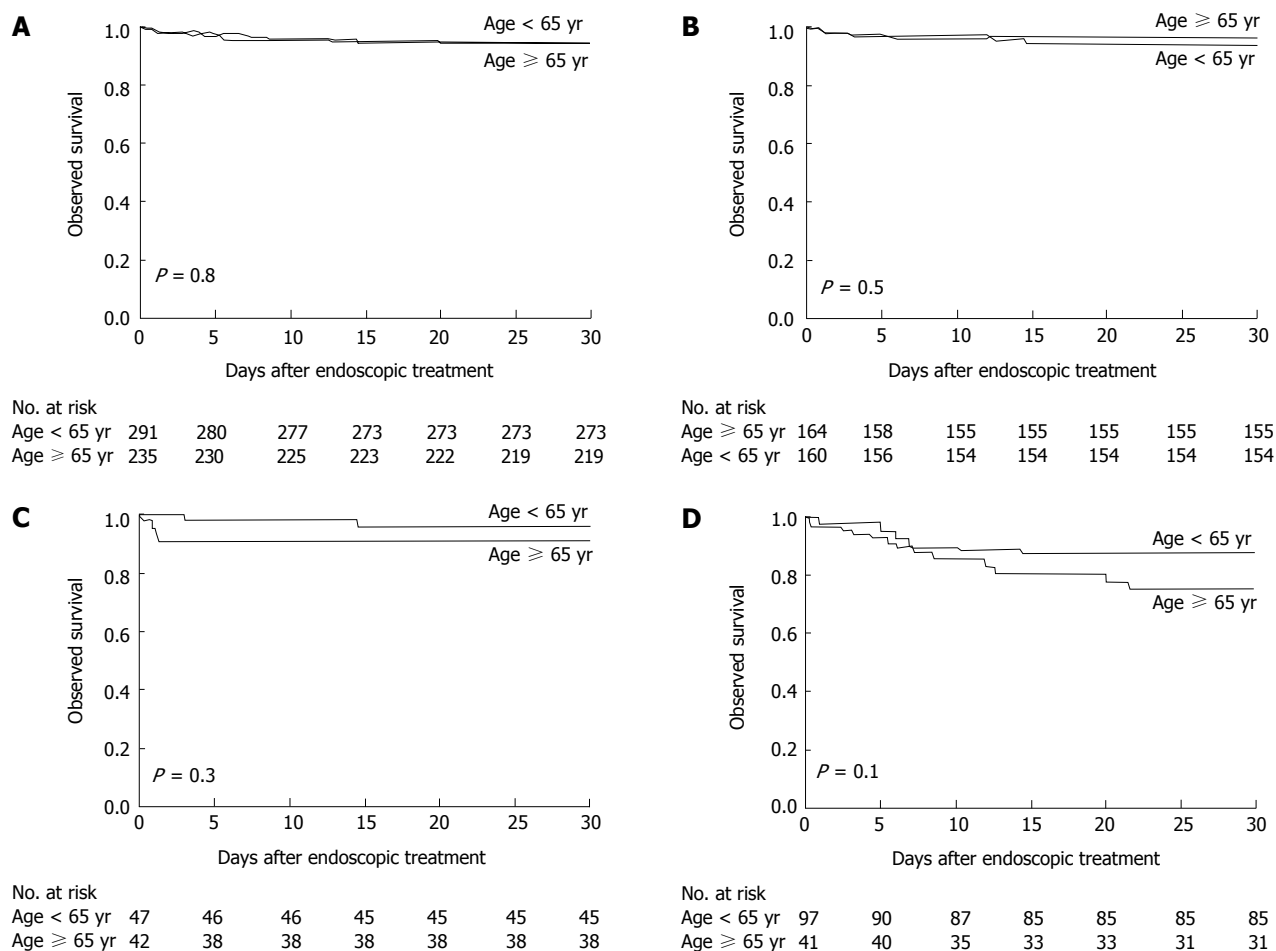 A
1.0
0.8
0.6
0.4
0.2
0.0
Observed survival
Age < 65 yr
Age ⩾ 65 yr
P = 0.8
0 5 10 15 20 25 30
Days after endoscopic treatment
No. at risk
Age < 65 yr 291 280 277 273 273 273 273
Age ⩾ 65 yr 235 230 225 223 222 219 219
B
1.0
0.8
0.6
0.4
0.2
0.0
Observed survival
Age ⩾ 65 yr
Age < 65 yr
P = 0.5
0 5 10 15 20 25 30
Days after endoscopic treatment
No. at risk
Age ⩾ 65 yr 164 158 155 155 155 155 155
Age < 65 yr 160 156 154 154 154 154 154
C
1.0
0.8
0.6
0.4
0.2
0.0
Observed survival
Age < 65 yr
Age ⩾ 65 yr
P = 0.3
0 5 10 15 20 25 30
Days after endoscopic treatment
No. at risk
Age < 65 yr 47 46 46 45 45 45 45
Age ⩾ 65 yr 42 38 38 38 38 38 38
D
1.0
0.8
0.6
0.4
0.2
0.0
Observed survival
Age < 65 yr
Age ⩾ 65 yr
P = 0.1
0 5 10 15 20 25 30
Days after endoscopic treatment
No. at risk
Age < 65 yr 97 90 87 85 85 85 85
Age ⩾ 65 yr 41 40 35 33 33 31 31